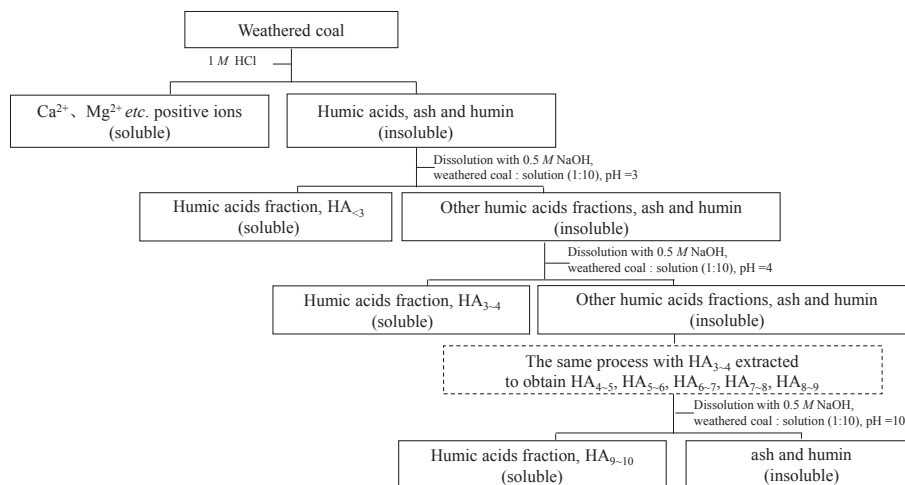 Weathered coal
1 M HCl
Ca²⁺、Mg²⁺ etc. positive ions
(soluble)
Humic acids, ash and humin
(insoluble)
Dissolution with 0.5 M NaOH,
weathered coal : solution (1:10), pH =3
Humic acids fraction, HA<3
(soluble)
Other humic acids fractions, ash and humin
(insoluble)
Dissolution with 0.5 M NaOH,
weathered coal : solution (1:10), pH =4
Humic acids fraction, HA3~4
(soluble)
Other humic acids fractions, ash and humin
(insoluble)
The same process with HA3~4 extracted
to obtain HA4~5, HA5~6, HA6~7, HA7~8, HA8~9
Dissolution with 0.5 M NaOH,
weathered coal : solution (1:10), pH =10
Humic acids fraction, HA9~10
(soluble)
ash and humin
(insoluble)